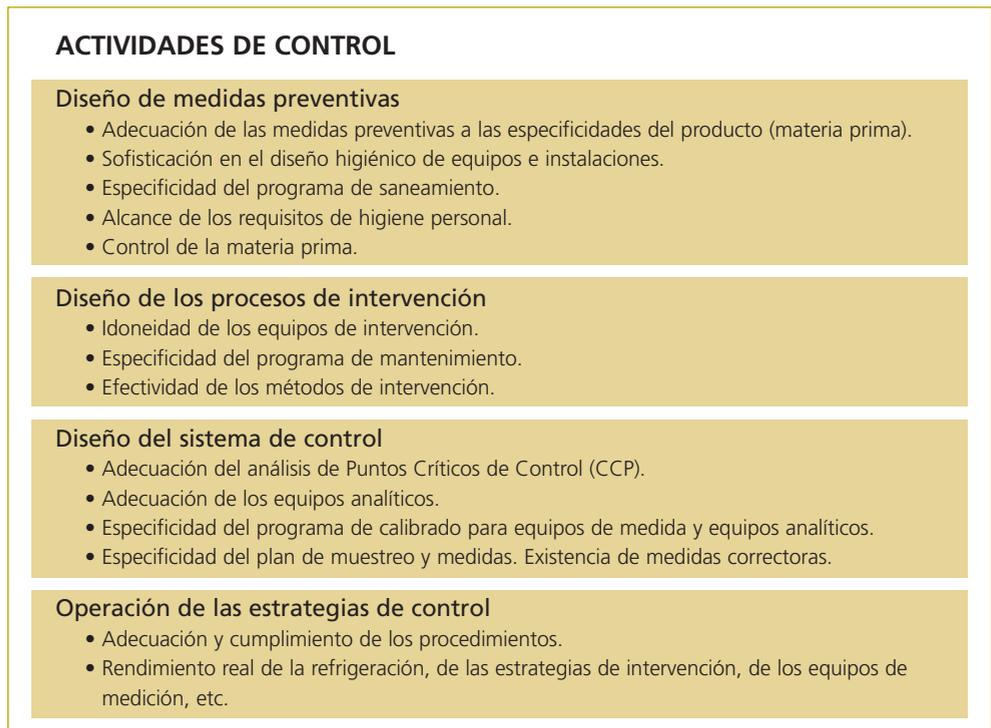 ACTIVIDADES DE CONTROL
Diseño de medidas preventivas
• Adecuación de las medidas preventivas a las especificidades del producto (materia prima).
• Sofisticación en el diseño higiénico de equipos e instalaciones.
• Especificidad del programa de saneamiento.
• Alcance de los requisitos de higiene personal.
• Control de la materia prima.
Diseño de los procesos de intervención
• Idoneidad de los equipos de intervención.
• Especificidad del programa de mantenimiento.
• Efectividad de los métodos de intervención.
Diseño del sistema de control
• Adecuación del análisis de Puntos Críticos de Control (CCP).
• Adecuación de los equipos analíticos.
• Especificidad del programa de calibrado para equipos de medida y equipos analíticos.
• Especificidad del plan de muestreo y medidas. Existencia de medidas correctoras.
Operación de las estrategias de control
• Adecuación y cumplimiento de los procedimientos.
• Rendimiento real de la refrigeración, de las estrategias de intervención, de los equipos de
medición, etc.